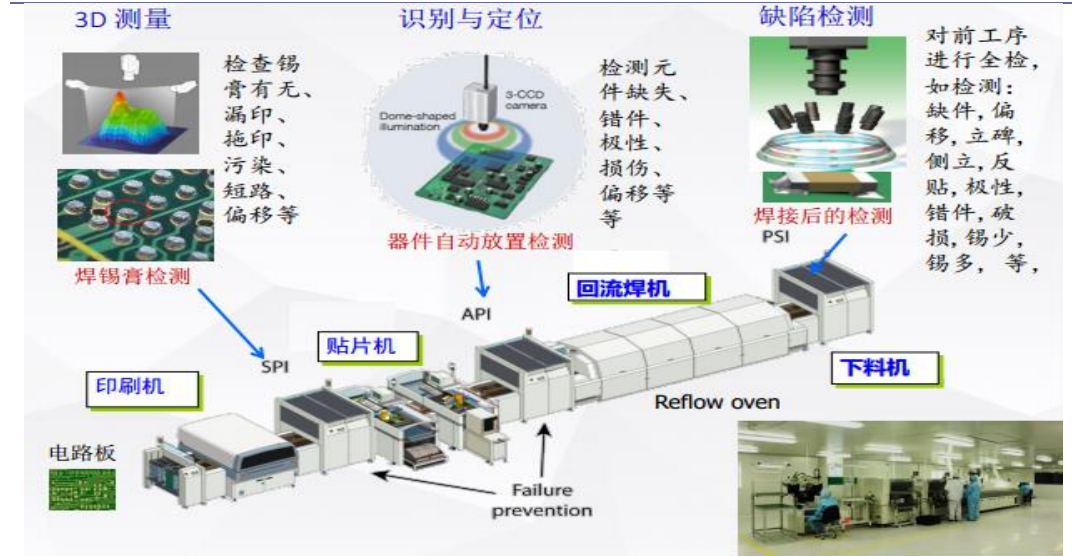 3D 测量
检查锡
膏有无、
漏印、
拖印、
污染、
短路、
偏移等
焊锡膏检测
识别与定位
3-CCD
camera
Dome-shaped
illumination
检测元
件缺失、
错件、
极性、
损伤、
偏移等
等
器件自动放置检测
缺陷检测
对前工序
进行全检，
如检测：
缺件,偏
移,立碑,
侧立,反
贴,极性,
错件,破
损,锡少,
锡多, 等,
焊接后的检测
PSI
回流焊机
API
贴片机
SPI
印刷机
下料机
Reflow oven
电路板
Failure
prevention